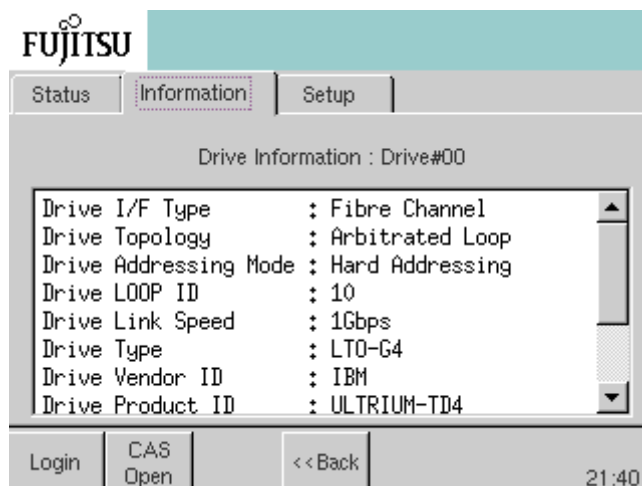 FUJITSU
Status Information Setup
Drive Information : Drive#00
Drive I/F Type : Fibre Channel
Drive Topology : Arbitrated Loop
Drive Addressing Mode : Hard Addressing
Drive LOOP ID : 10
Drive Link Speed : 1Gbps
Drive Type : LTO-G4
Drive Vendor ID : IBM
Drive Product ID : ULTRIUM-TD4
Login CAS Open <<Back 21:40